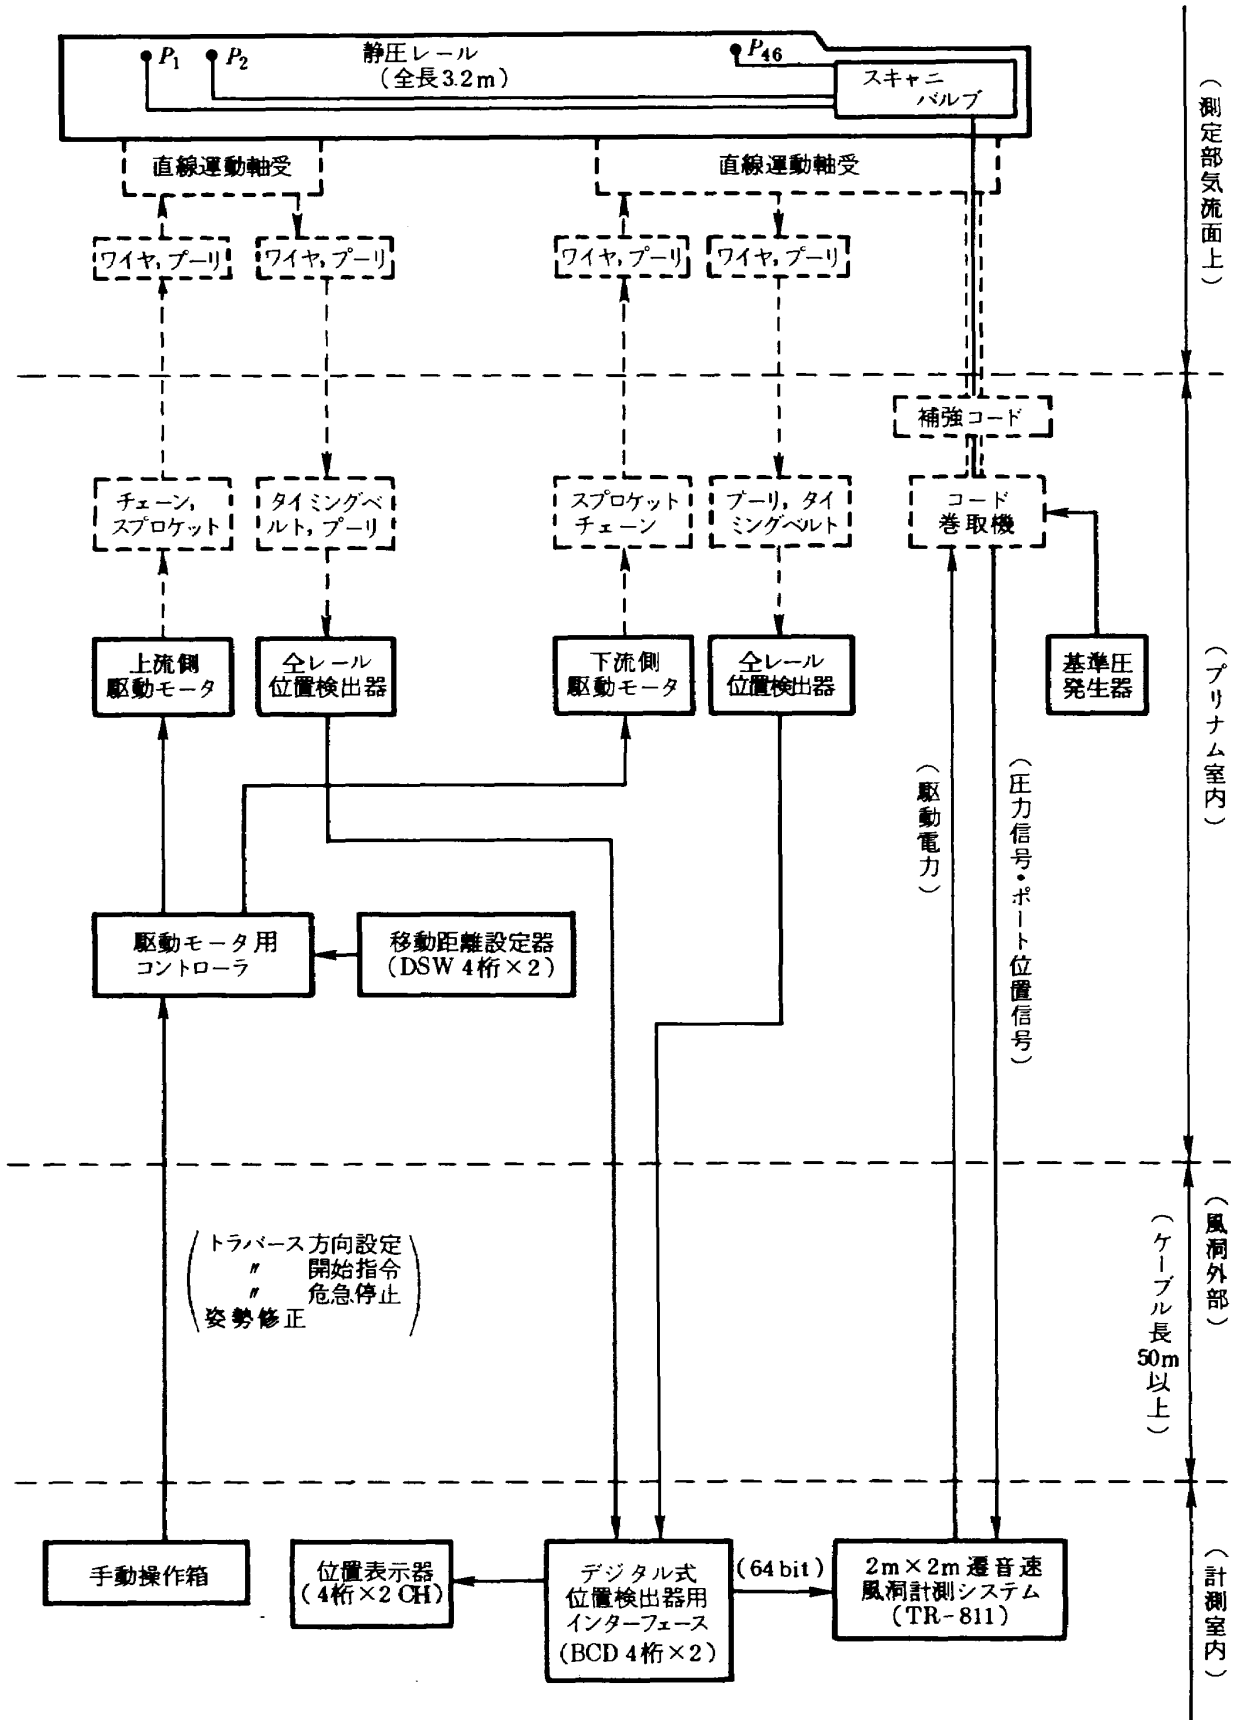 P1
P2
静圧レール
(全長3.2m)
P46
スキャニ
バルブ
直線運動軸受
直線運動軸受
ワイヤ,プーリ
ワイヤ,プーリ
ワイヤ,プーリ
ワイヤ,プーリ
(測定部気流面上)
補強コード
チェーン,
スプロケット
タイミングベ
ルト,プーリ
スプロケット
チェーン
プーリ,タイ
ミングベルト
コード
巻取機
上流側
駆動モータ
仝レール
位置検出器
下流側
駆動モータ
仝レール
位置検出器
基準圧
発生器
(プリナム室内)
(駆動電力)
(圧力信号・ポート位置信号)
駆動モータ用
コントローラ
移動距離設定器
(DSW 4桁×2)
(トラバース方向設定
〃 開始指令
〃 危急停止
姿勢修正)
(風洞外部)
(ケーブル長
50m
以上)
手動操作箱
位置表示器
(4桁×2 CH)
デジタル式
位置検出器用
インターフェース
(BCD 4桁×2)
(64 bit)
2m×2m遷音速
風洞計測システム
(TR-811)
(計測室内)